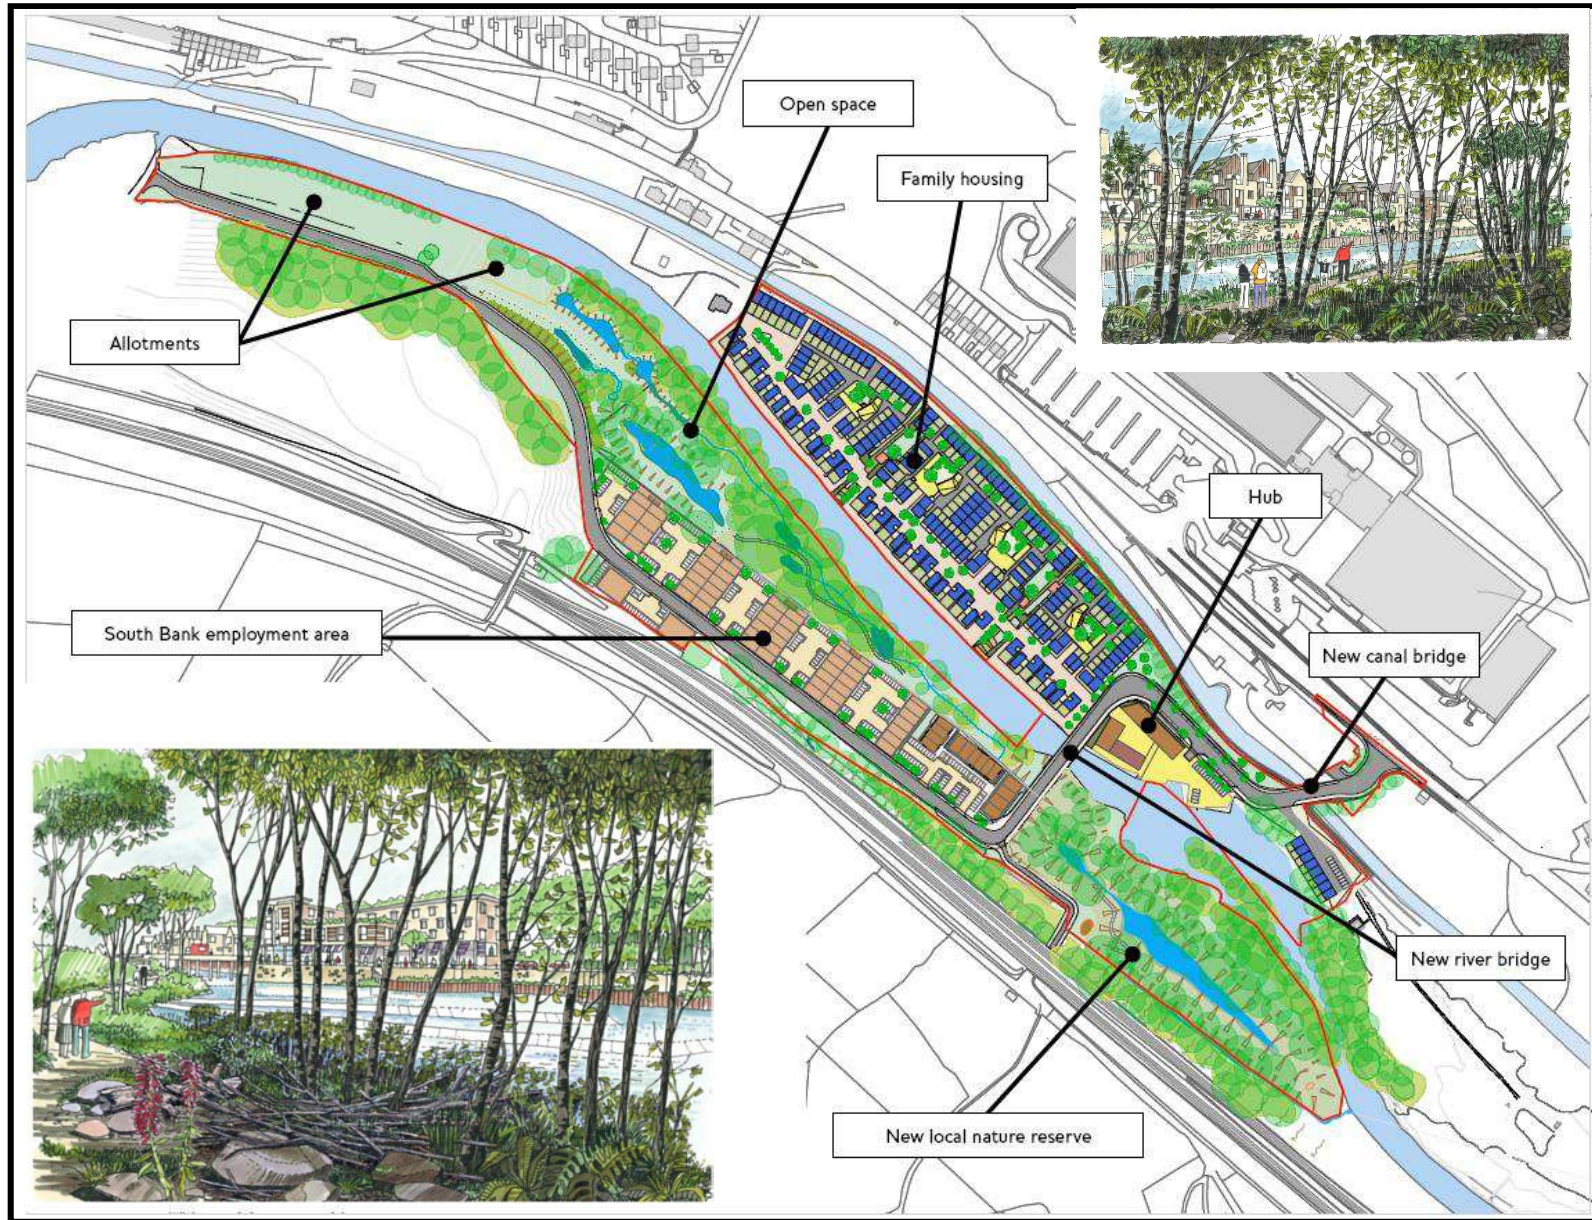 Open space
Family housing
Allotments
Hub
South Bank employment area
New canal bridge
New river bridge
New local nature reserve